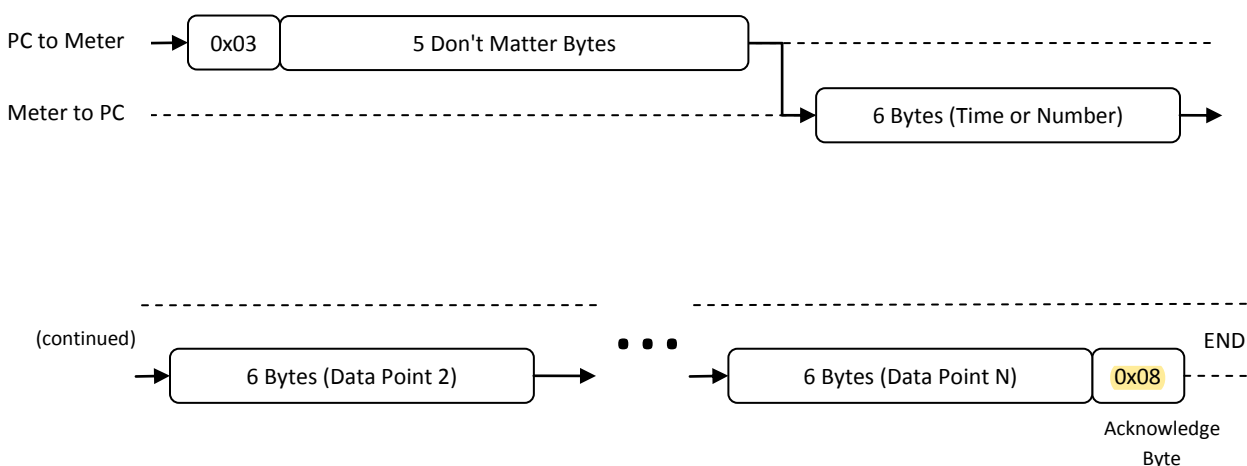 PC to Meter 0x03 5 Don't Matter Bytes
Meter to PC 6 Bytes (Time or Number)
(continued) 6 Bytes (Data Point 2) • • • 6 Bytes (Data Point N) 0x08 END
Acknowledge
Byte